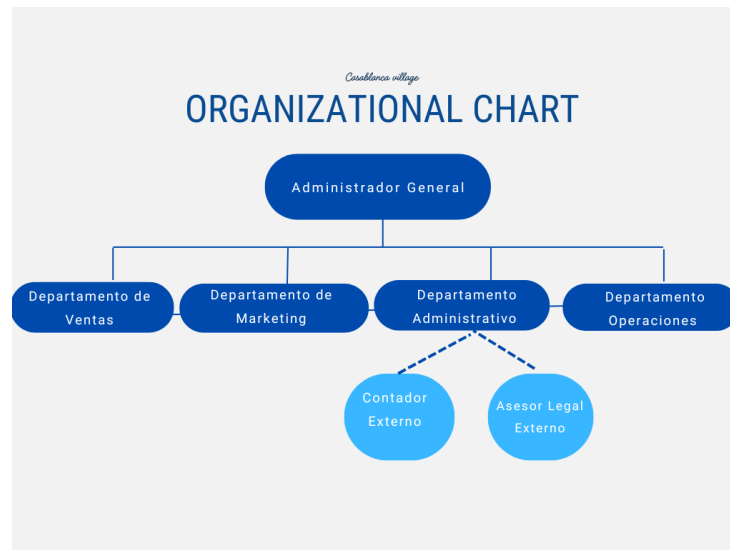 Casablanca village
ORGANIZATIONAL CHART
Administrador General
Departamento de
Ventas
Departamento de
Marketing
Departamento
Administrativo
Departamento
Operaciones
Contador
Externo
Asesor Legal
Externo